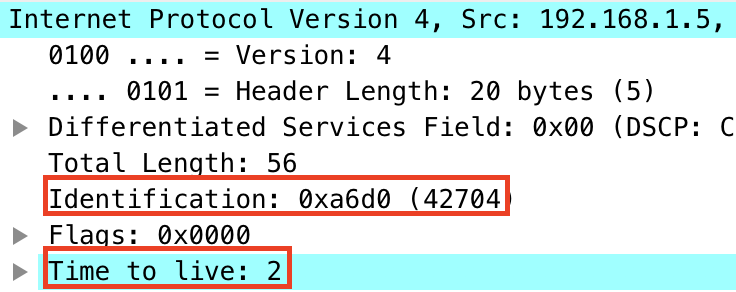 Internet Protocol Version 4, Src: 192.168.1.5,
0100 .... = Version: 4
.... 0101 = Header Length: 20 bytes (5)
Differentiated Services Field: 0x00 (DSCP: C
Total Length: 56
Identification: 0xa6d0 (42704)
Flags: 0x0000
Time to live: 2